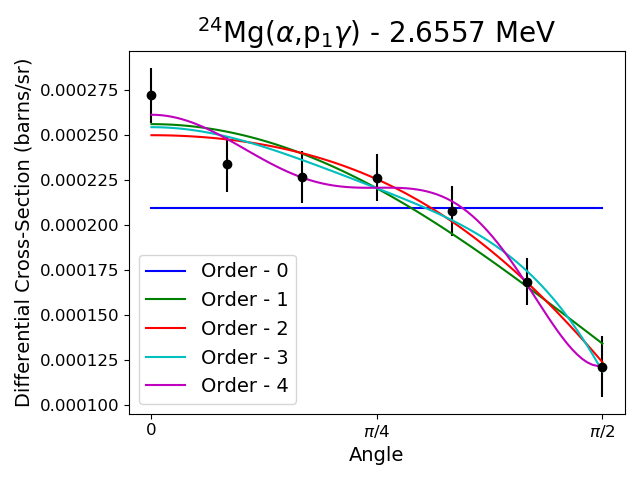 ²⁴Mg(α,p₁γ) - 2.6557 MeV
Differential Cross-Section (barns/sr)
0.000275
0.000250
0.000225
0.000200
0.000175
0.000150
0.000125
0.000100
Order - 0
Order - 1
Order - 2
Order - 3
Order - 4
0 π/4 π/2
Angle